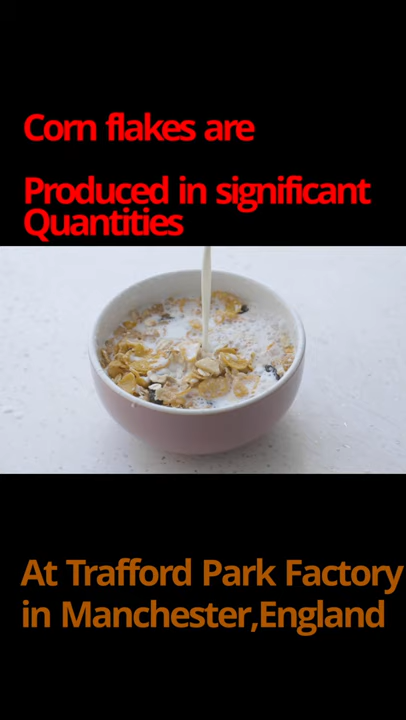 Corn flakes are
Produced in significant
Quantities
At Trafford Park Factory
in Manchester,England